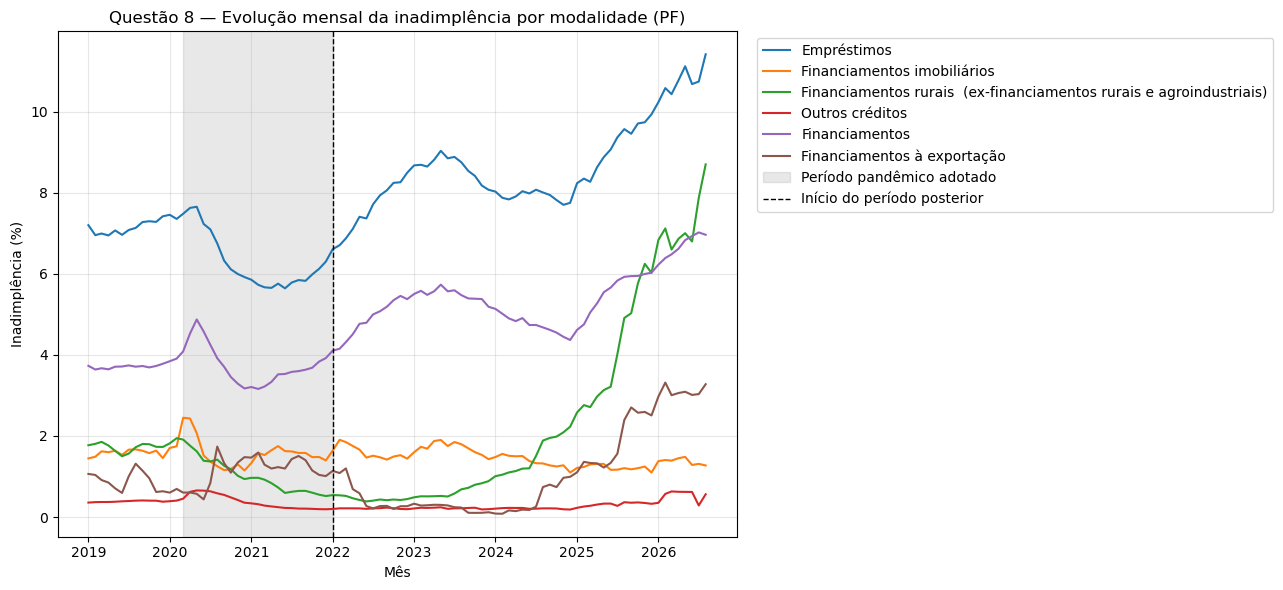 Questão 8 — Evolução mensal da inadimplência por modalidade (PF)
Inadimplência (%)
10
8
6
4
2
0
2019 2020 2021 2022 2023 2024 2025 2026
Mês
Empréstimos
Financiamentos imobiliários
Financiamentos rurais  (ex-financiamentos rurais e agroindustriais)
Outros créditos
Financiamentos
Financiamentos à exportação
Período pandêmico adotado
Início do período posterior